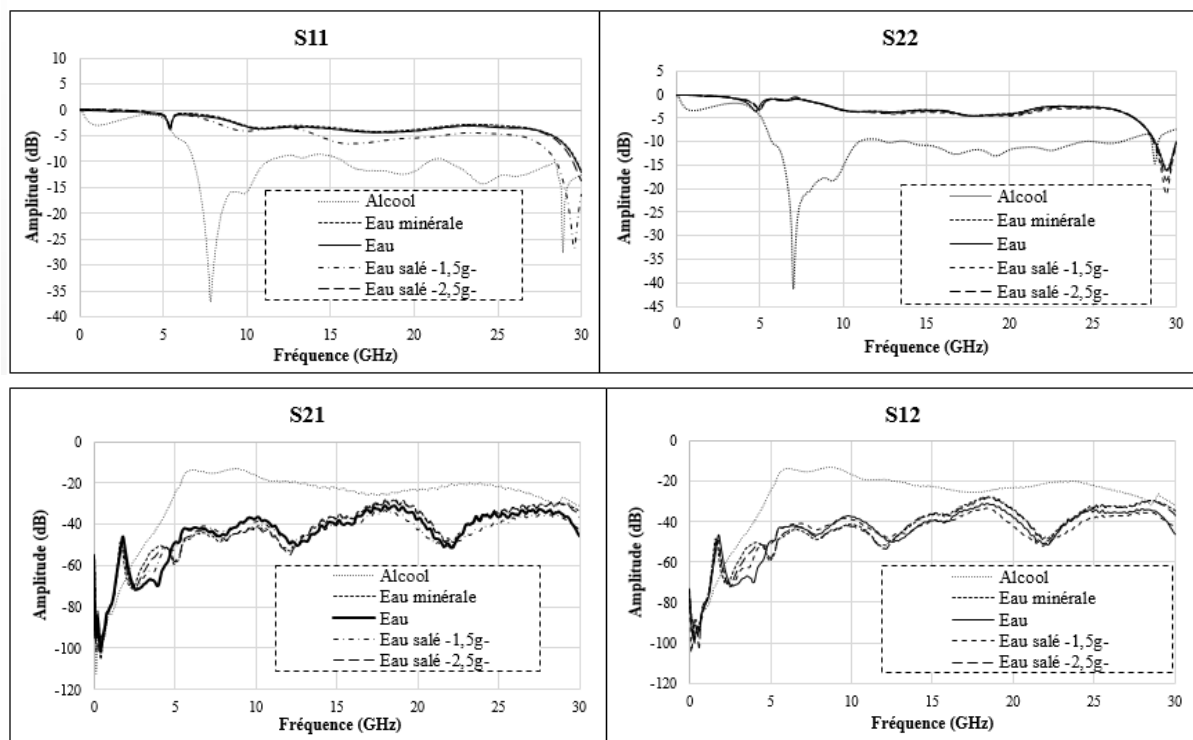 S11
10
5
0
-5
-10
-15
-20
-25
-30
-35
-40
Amplitude (dB)
Alcool
Eau minérale
Eau
Eau salé -1,5g-
Eau salé -2,5g-
0 5 10 15 20 25 30
Fréquence (GHz)
S22
5
0
-5
-10
-15
-20
-25
-30
-35
-40
-45
Amplitude (dB)
Alcool
Eau minérale
Eau
Eau salé -1,5g-
Eau salé -2,5g-
0 5 10 15 20 25 30
Fréquence (GHz)
S21
0
-20
-40
-60
-80
-100
-120
Amplitude (dB)
Alcool
Eau minérale
Eau
Eau salé -1,5g-
Eau salé -2,5g-
0 5 10 15 20 25 30
Fréquence (GHz)
S12
0
-20
-40
-60
-80
-100
-120
Amplitude (dB)
Alcool
Eau minérale
Eau
Eau salé -1,5g-
Eau salé -2,5g-
0 5 10 15 20 25 30
Fréquence (GHz)